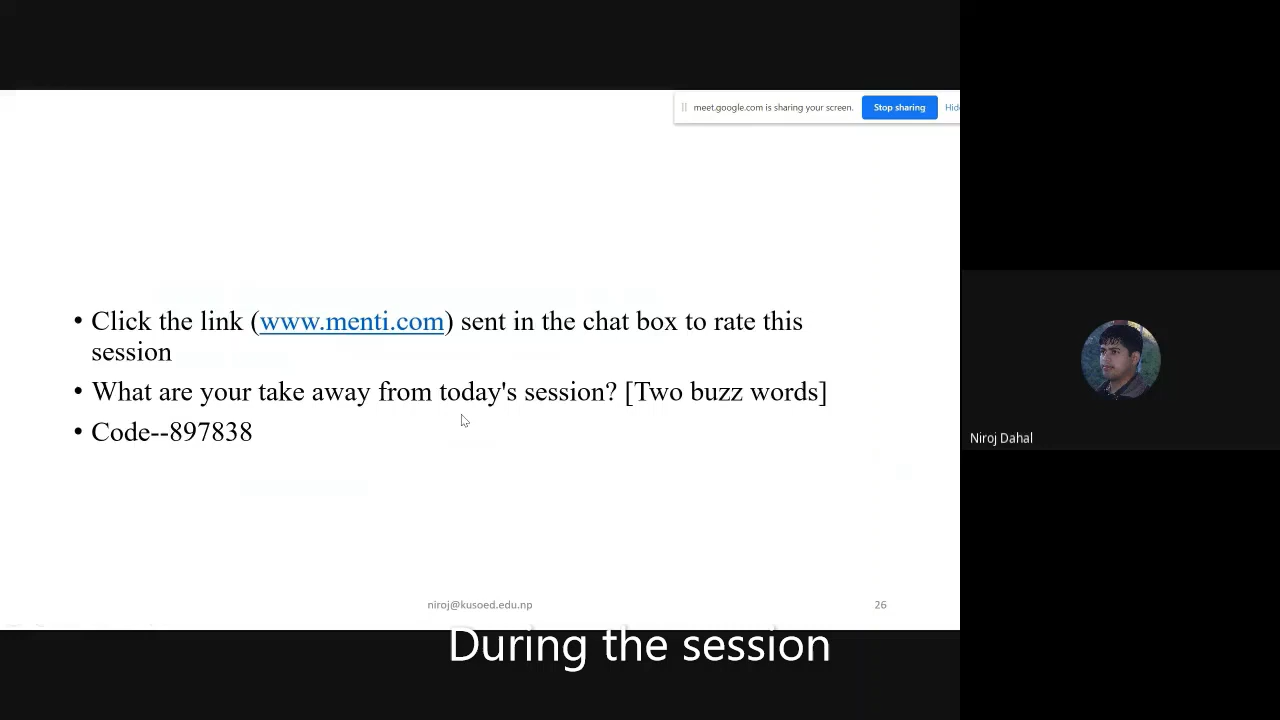 meet.google.com is sharing your screen. Stop sharing
• Click the link (www.menti.com) sent in the chat box to rate this
session
• What are your take away from today's session? [Two buzz words]
• Code--897838
Niroj Dahal
niroj@kusoed.edu.np 26
During the session